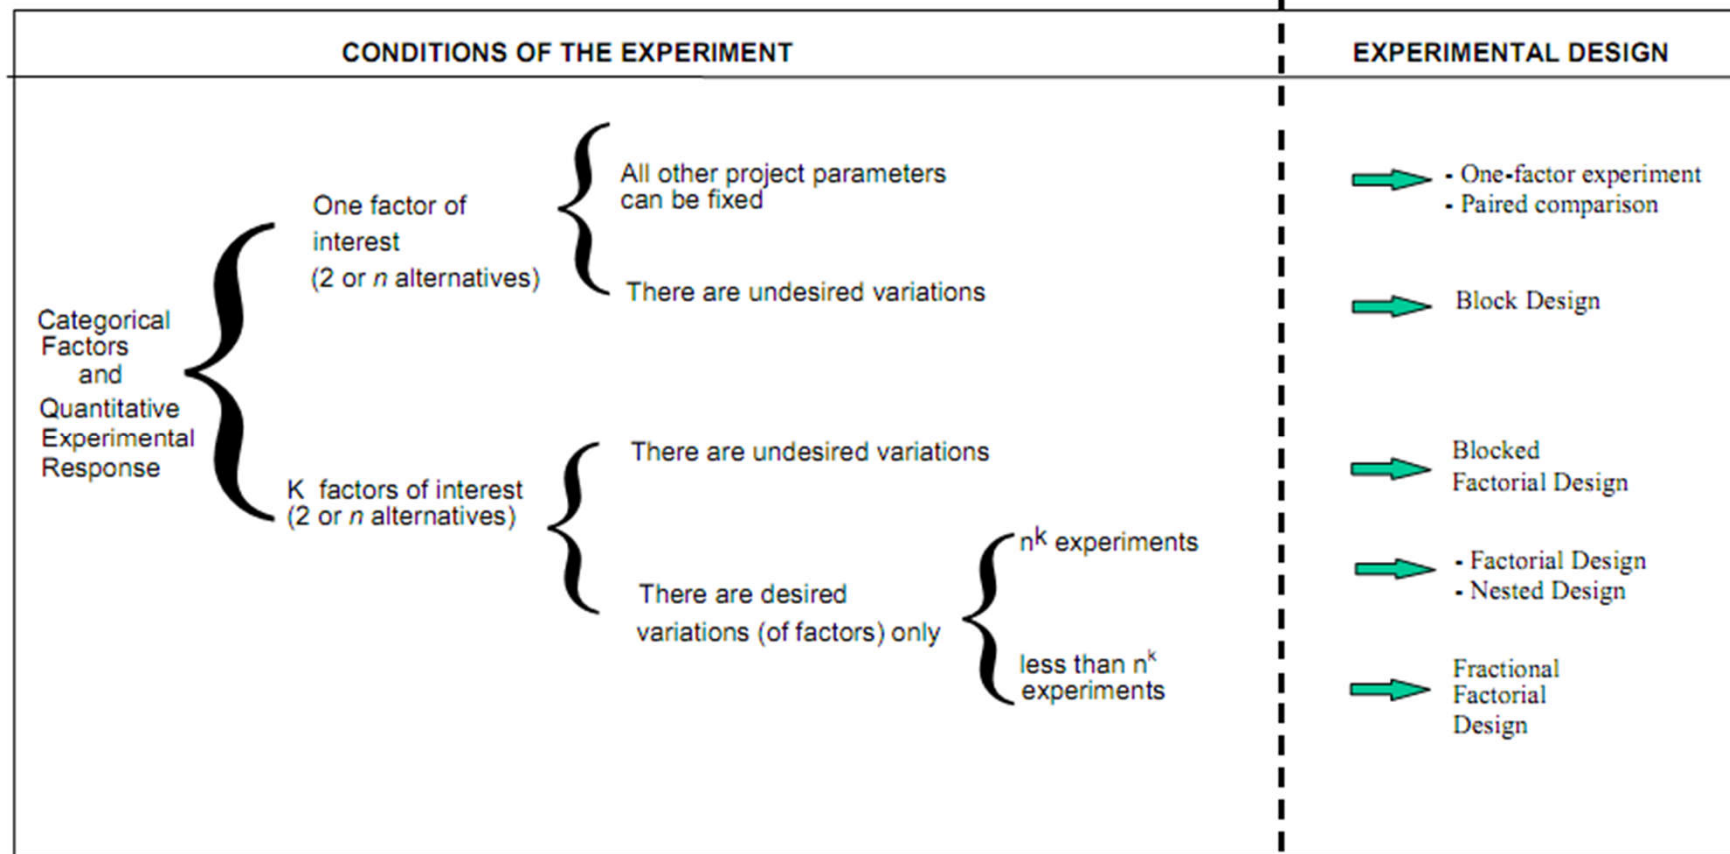 CONDITIONS OF THE EXPERIMENT
EXPERIMENTAL DESIGN
Categorical
Factors
and
Quantitative
Experimental
Response
One factor of
interest
(2 or n alternatives)
All other project parameters
can be fixed
- One-factor experiment
- Paired comparison
There are undesired variations
Block Design
K factors of interest
(2 or n alternatives)
There are undesired variations
Blocked
Factorial Design
There are desired
variations (of factors) only
n^k experiments
- Factorial Design
- Nested Design
less than n^k
experiments
Fractional
Factorial
Design